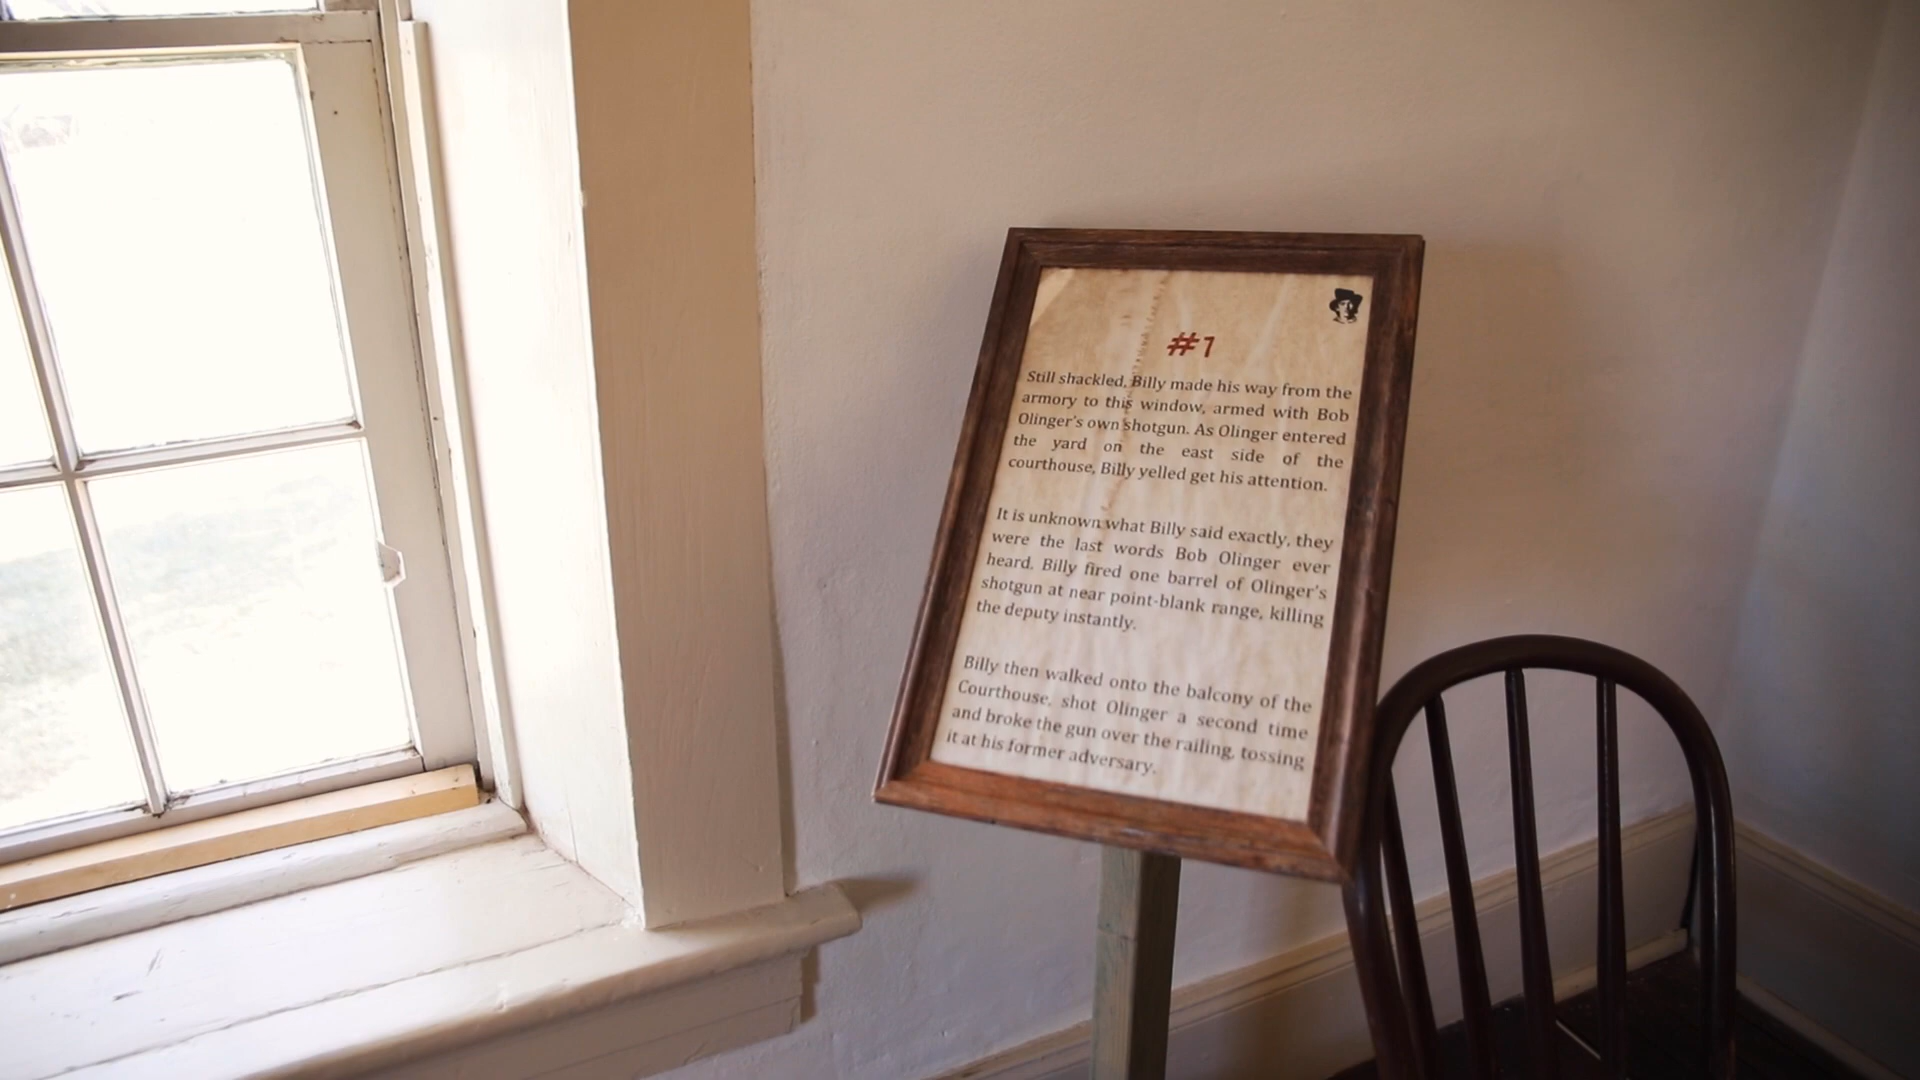 #7
Still shackled, Billy made his way from the
armory to this window, armed with Bob
Olinger's own shotgun. As Olinger entered
the yard on the east side of the
courthouse, Billy yelled get his attention.
It is unknown what Billy said exactly, they
were the last words Bob Olinger ever
heard. Billy fired one barrel of Olinger's
shotgun at near point-blank range, killing
the deputy instantly.
Billy then walked onto the balcony of the
Courthouse, shot Olinger a second time
and broke the gun over the railing, tossing
it at his former adversary.